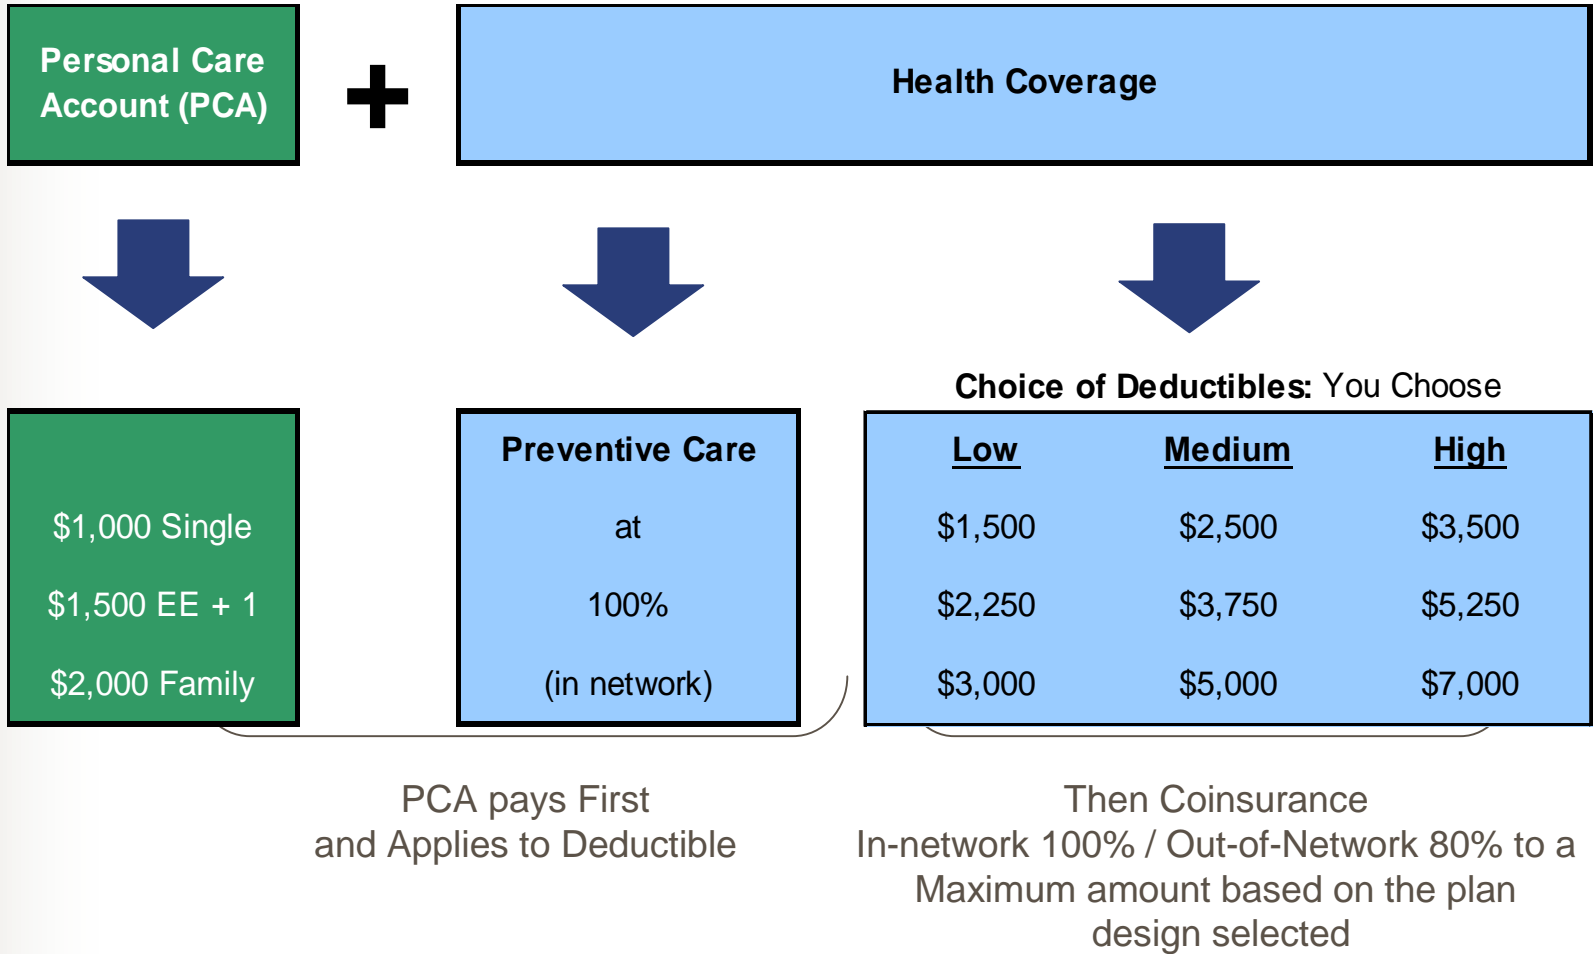 Personal Care
Account (PCA)
+
Health Coverage
$1,000 Single
$1,500 EE + 1
$2,000 Family
Preventive Care
at
100%
(in network)
Choice of Deductibles: You Choose
Low Medium High
$1,500 $2,500 $3,500
$2,250 $3,750 $5,250
$3,000 $5,000 $7,000
PCA pays First
and Applies to Deductible
Then Coinsurance
In-network 100% / Out-of-Network 80% to a
Maximum amount based on the plan
design selected